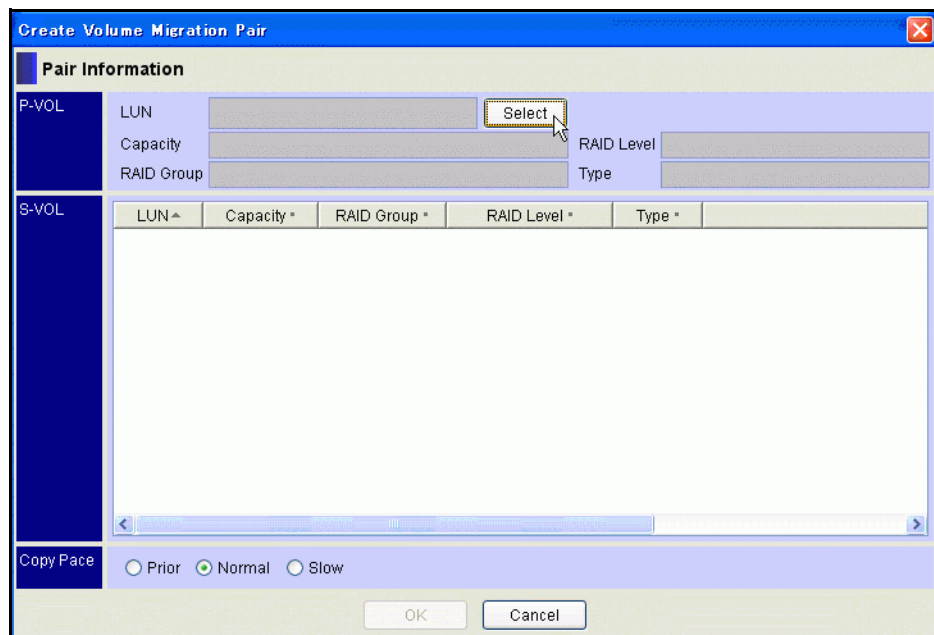 Create Volume Migration Pair
Pair Information
P-VOL
LUN Select
Capacity RAID Level
RAID Group Type
S-VOL
LUN Capacity RAID Group RAID Level Type
Copy Pace
Prior Normal Slow
OK Cancel